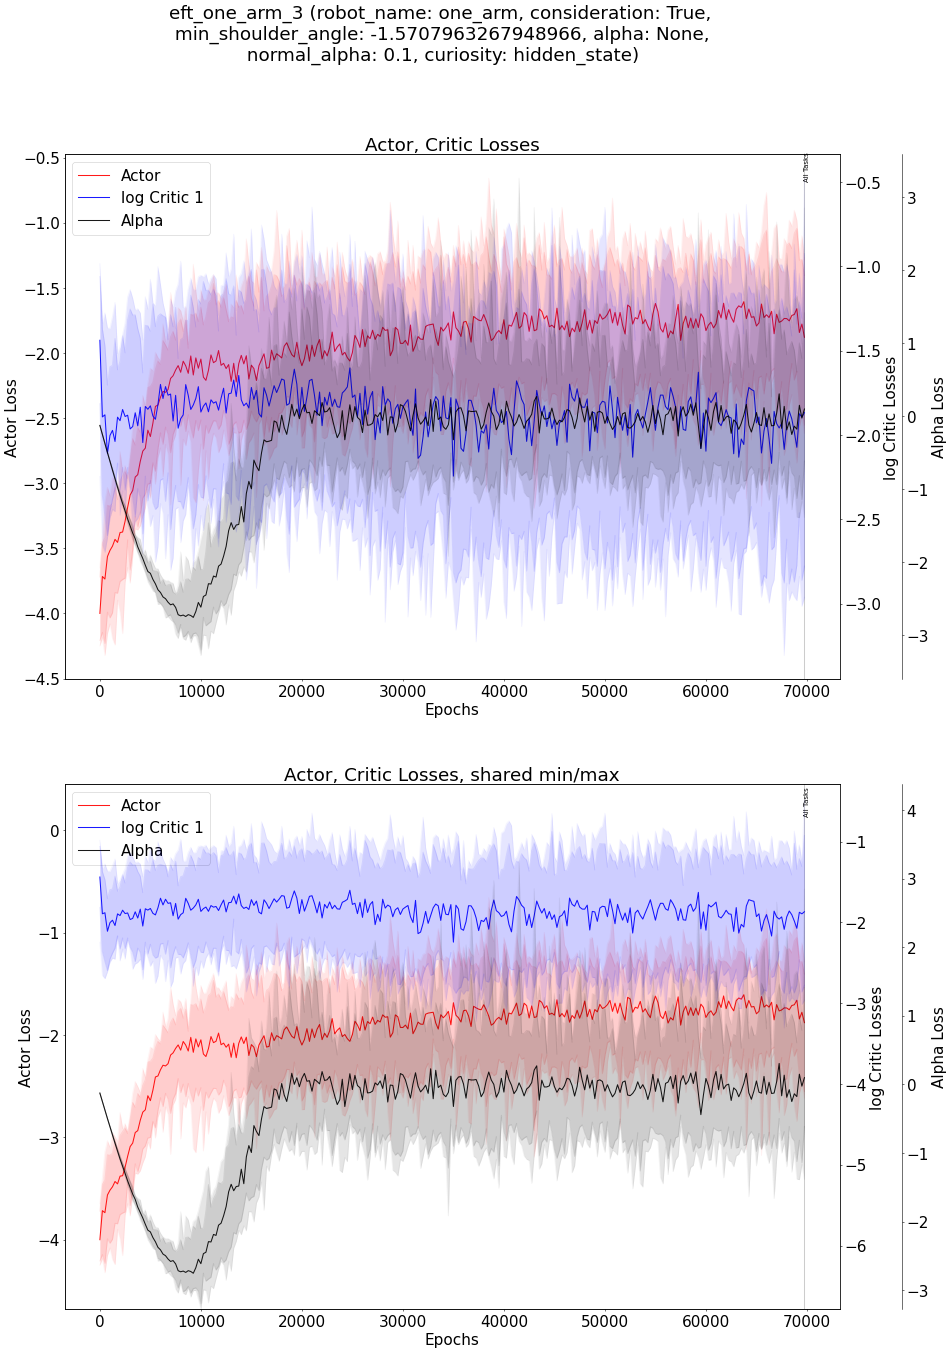 eft_one_arm_3 (robot_name: one_arm, consideration: True,
min_shoulder_angle: -1.5707963267948966, alpha: None,
normal_alpha: 0.1, curiosity: hidden_state)
Actor, Critic Losses
Actor
log Critic 1
Alpha
All Tasks
−0.5
−1.0
−1.5
−2.0
−2.5
−3.0
−3.5
−4.0
−4.5
Actor Loss
0
10000
20000
30000
40000
50000
60000
70000
Epochs
−0.5
−1.0
−1.5
−2.0
−2.5
−3.0
log Critic Losses
3
2
1
0
−1
−2
−3
Alpha Loss
Actor, Critic Losses, shared min/max
Actor
log Critic 1
Alpha
All Tasks
0
−1
−2
−3
−4
Actor Loss
0
10000
20000
30000
40000
50000
60000
70000
Epochs
−1
−2
−3
−4
−5
−6
log Critic Losses
4
3
2
1
0
−1
−2
−3
Alpha Loss